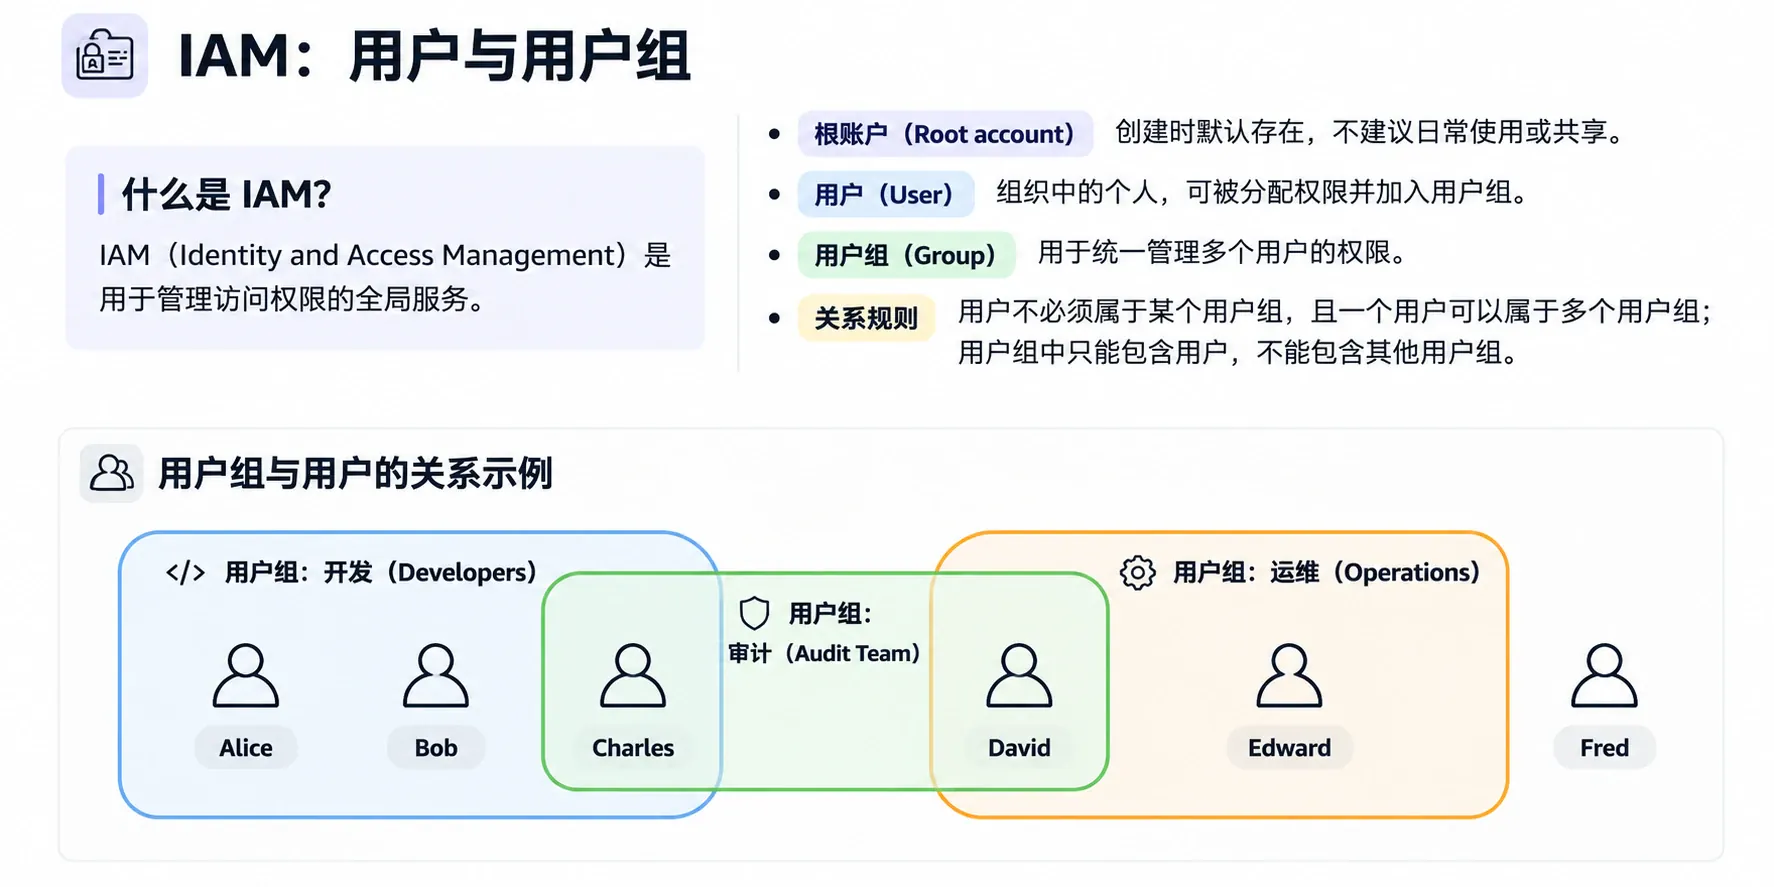 IAM：用户与用户组
什么是 IAM？
IAM（Identity and Access Management）是
用于管理访问权限的全局服务。
根账户（Root account） 创建时默认存在，不建议日常使用或共享。
用户（User） 组织中的个人，可被分配权限并加入用户组。
用户组（Group） 用于统一管理多个用户的权限。
关系规则 用户不必须属于某个用户组，且一个用户可以属于多个用户组；
用户组中只能包含用户，不能包含其他用户组。
用户组与用户的关系示例
</> 用户组：开发（Developers）
用户组：
审计（Audit Team）
用户组：运维（Operations）
Alice
Bob
Charles
David
Edward
Fred